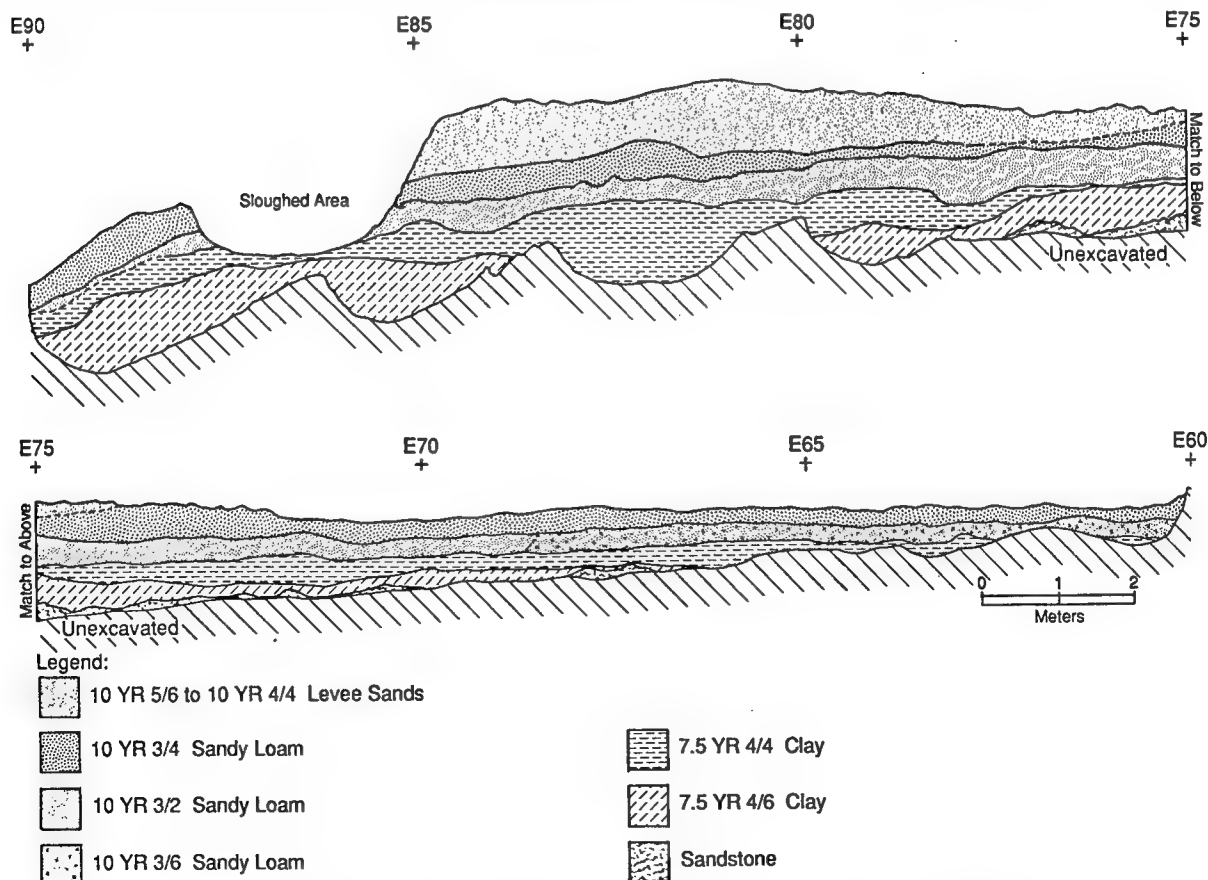 E90 E85 E80 E75
Sloughed Area
Match to Below
Unexcavated
E75 E70 E65 E60
Match to Above
0 1 2
Meters
Unexcavated
Legend:
10 YR 5/6 to 10 YR 4/4 Levee Sands
10 YR 3/4 Sandy Loam
7.5 YR 4/4 Clay
10 YR 3/2 Sandy Loam
7.5 YR 4/6 Clay
10 YR 3/6 Sandy Loam
Sandstone